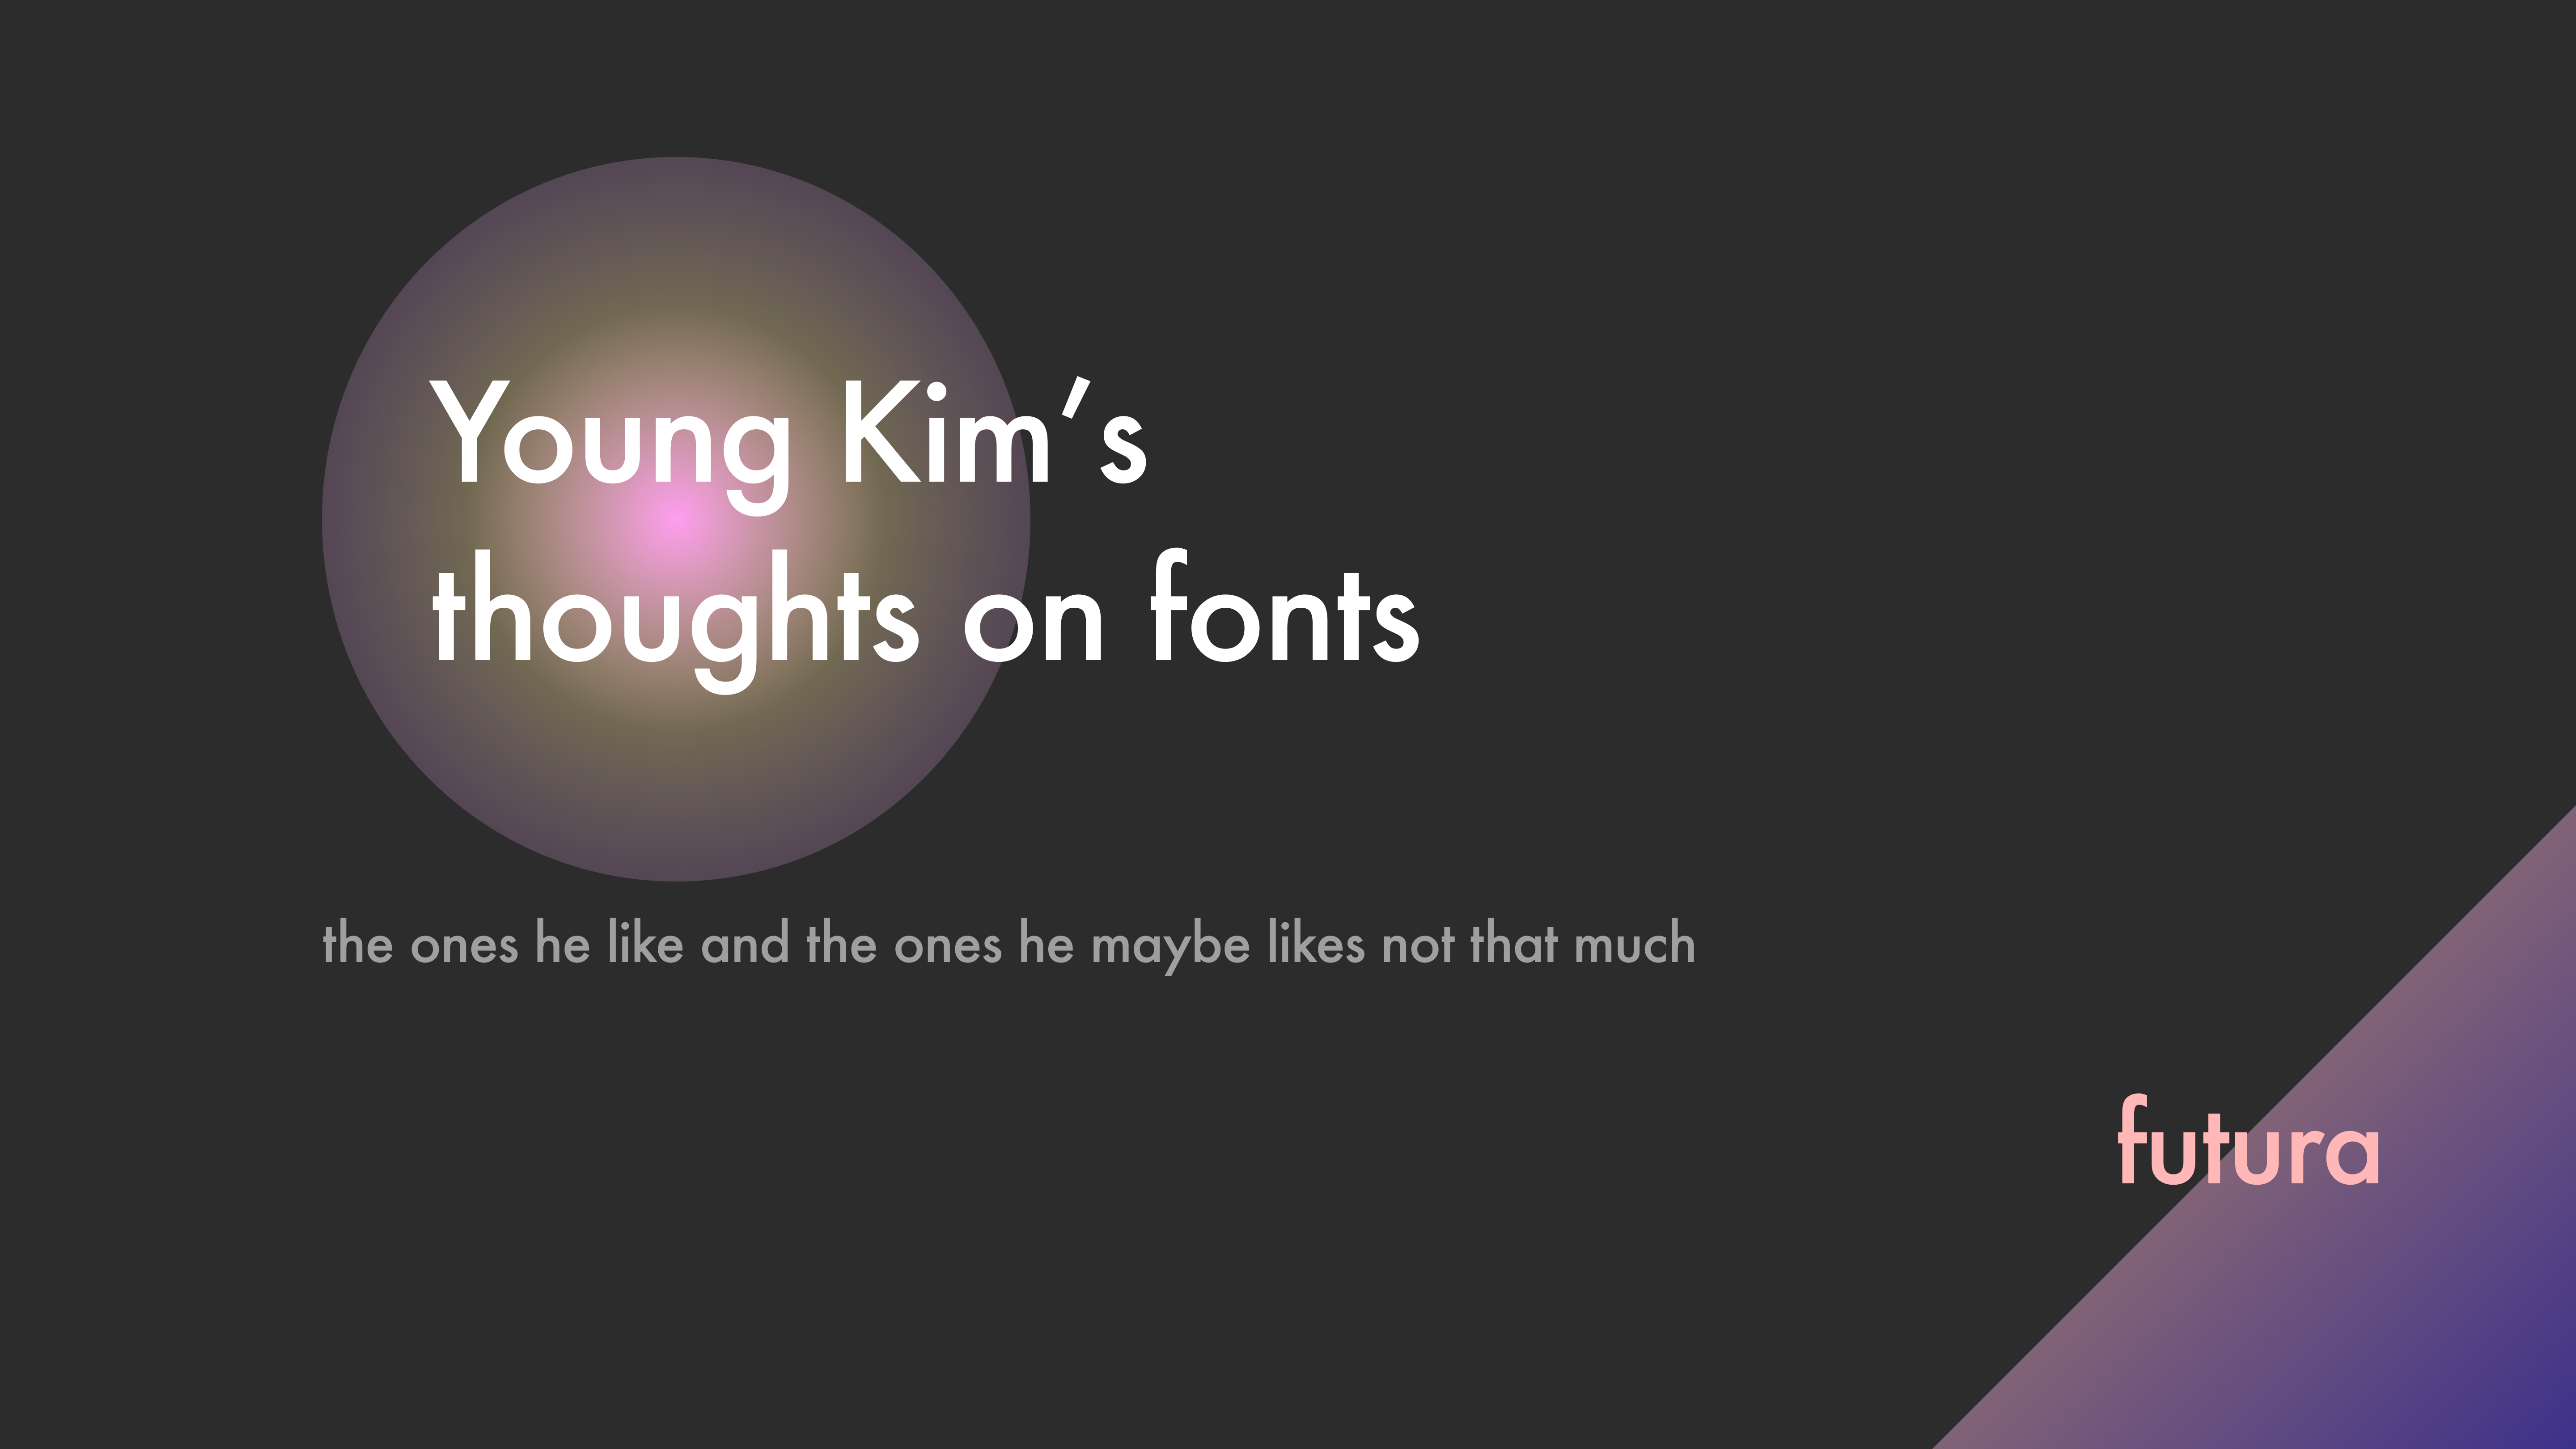 Young Kim’s
thoughts on fonts
the ones he like and the ones he maybe likes not that much
futura